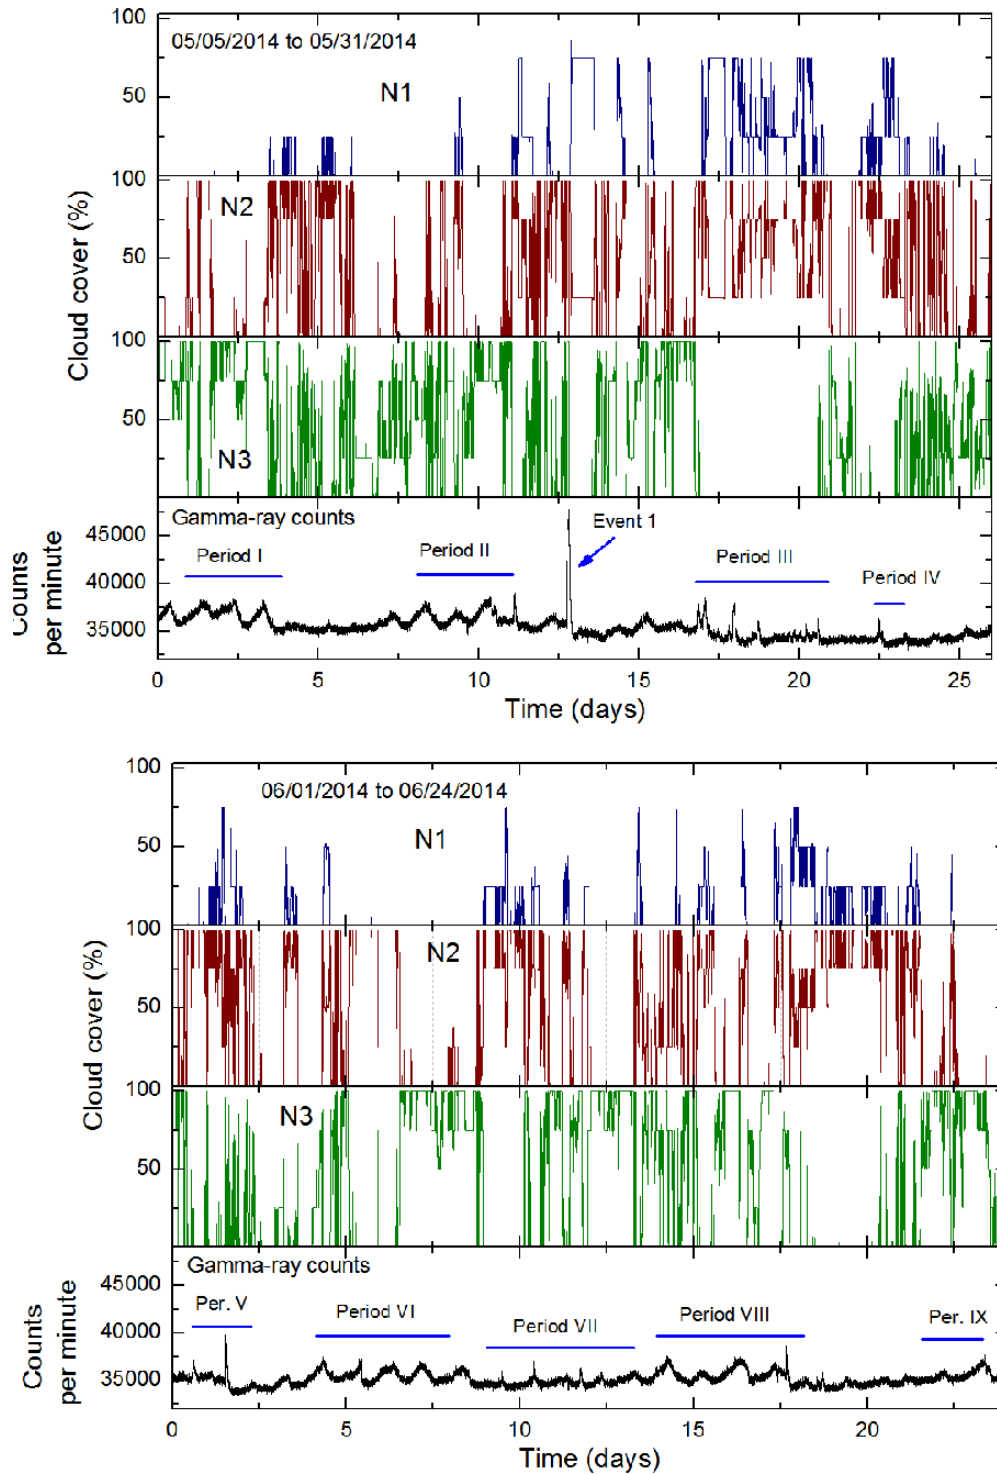 100
05/05/2014 to 05/31/2014
N1
50
100
N2
50
Cloud cover (%)
100
50
N3
Gamma-ray counts
45000
Event 1
Period I
Period II
Period III
Period IV
40000
35000
Counts
per minute
0 5 10 15 20 25
Time (days)
100
06/01/2014 to 06/24/2014
N1
50
100
N2
50
Cloud cover (%)
100
N3
50
Gamma-ray counts
45000
Per. V
Period VI
Period VII
Period VIII
Per. IX
40000
35000
Counts
per minute
0 5 10 15 20
Time (days)